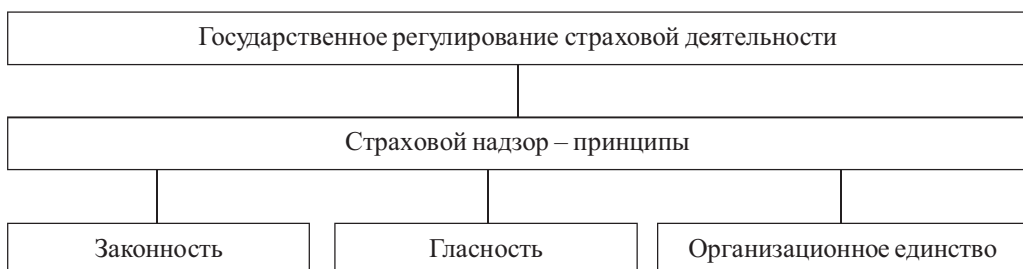 Государственное регулирование страховой деятельности
Страховой надзор – принципы
Законность
Гласность
Организационное единство